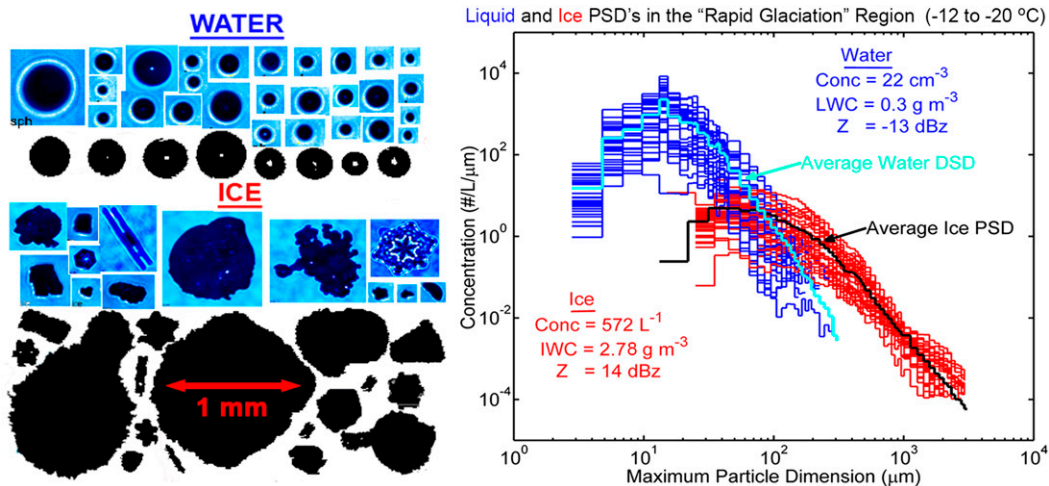 WATER
sph
ICE
1 mm
Liquid and Ice PSD's in the “Rapid Glaciation” Region (-12 to -20 ºC)
Concentration (#/L/μm)
10⁴
10²
10⁰
10⁻²
10⁻⁴
Water
Conc = 22 cm⁻³
LWC = 0.3 g m⁻³
Z = -13 dBz
Average Water DSD
Average Ice PSD
Ice
Conc = 572 L⁻¹
IWC = 2.78 g m⁻³
Z = 14 dBz
10⁰
10¹
10²
10³
10⁴
Maximum Particle Dimension (μm)